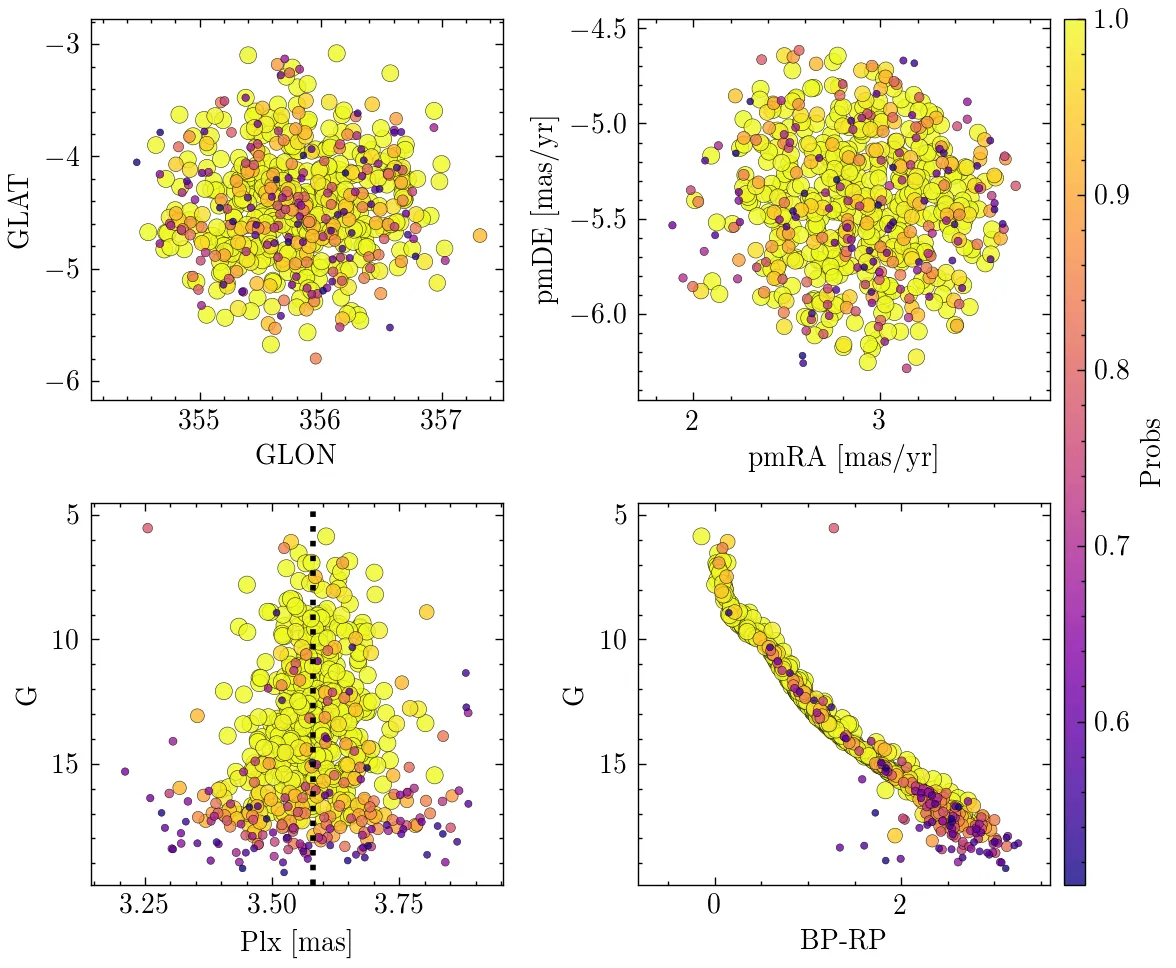 −3
−4
−5
−6
GLAT
355 356 357
GLON
−4.5
−5.0
−5.5
−6.0
pmDE [mas/yr]
2 3
pmRA [mas/yr]
5
10
15
G
3.25 3.50 3.75
Plx [mas]
5
10
15
G
0 2
BP-RP
1.0
0.9
0.8
0.7
0.6
Probs